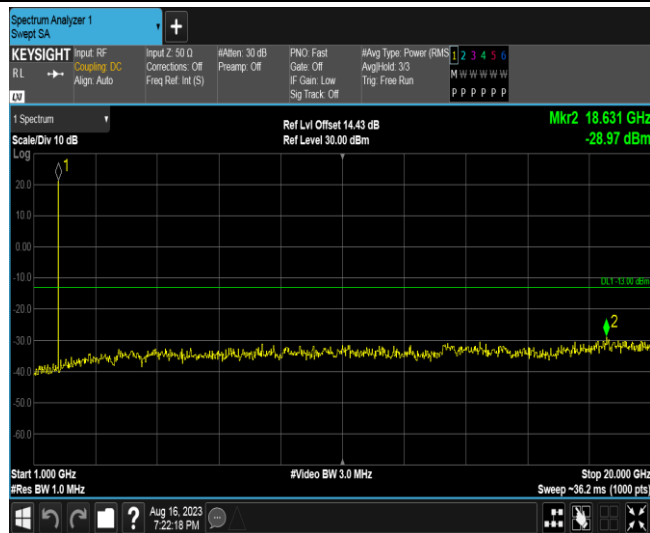 Spectrum Analyzer 1
Swept SA
+
KEYSIGHT
RL
LXI
Input: RF
Coupling: DC
Align: Auto
Input Z: 50 Ω
Corrections: Off
Freq Ref: Int (S)
#Atten: 30 dB
Preamp: Off
PNO: Fast
Gate: Off
IF Gain: Low
Sig Track: Off
#Avg Type: Power (RMS
Avg|Hold: 3/3
Trig: Free Run
1 2 3 4 5 6
M W W W W W
P P P P P P
1 Spectrum
Scale/Div 10 dB
Ref Lvl Offset 14.43 dB
Ref Level 30.00 dBm
Mkr2 18.631 GHz
-28.97 dBm
Log
1
20.0
10.0
0.00
-10.0
DL1 -13.00 dBm
-20.0
2
-30.0
-40.0
-50.0
-60.0
Start 1.000 GHz
#Res BW 1.0 MHz
#Video BW 3.0 MHz
Stop 20.000 GHz
Sweep ~36.2 ms (1000 pts)
?
Aug 16, 2023
7:22:18 PM